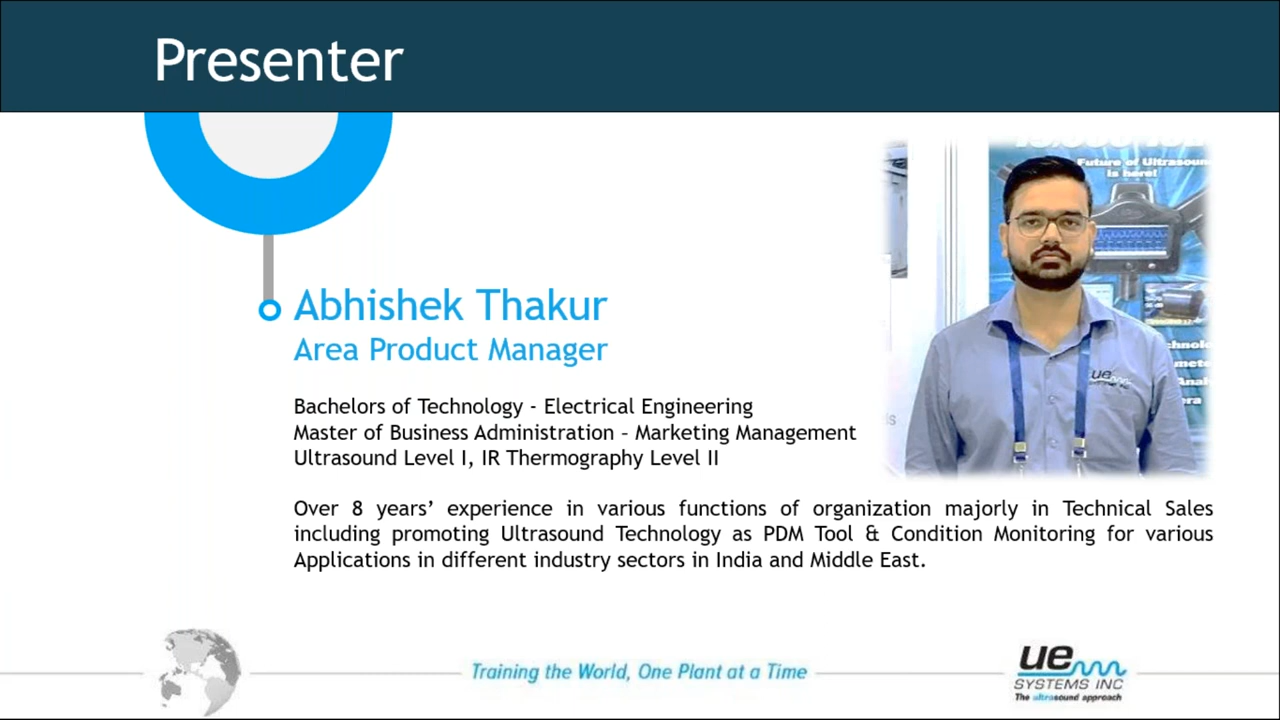 Presenter
Future of Ultrasoun
is here!
Abhishek Thakur
Area Product Manager
ue
Bachelors of Technology - Electrical Engineering
Master of Business Administration – Marketing Management
Ultrasound Level I, IR Thermography Level II
Over 8 years’ experience in various functions of organization majorly in Technical Sales
including promoting Ultrasound Technology as PDM Tool & Condition Monitoring for various
Applications in different industry sectors in India and Middle East.
Training the World, One Plant at a Time
ue
SYSTEMS INC
The ultrasound approach